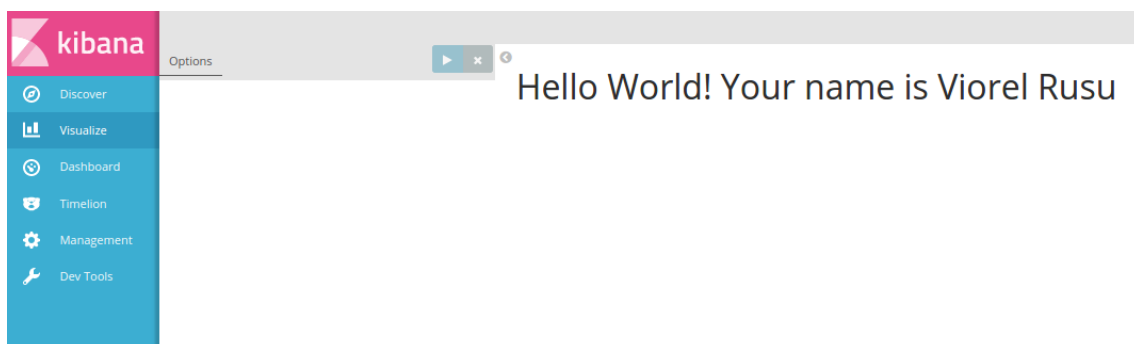 kibana
Options
Hello World! Your name is Viorel Rusu
Discover
Visualize
Dashboard
Timelion
Management
Dev Tools